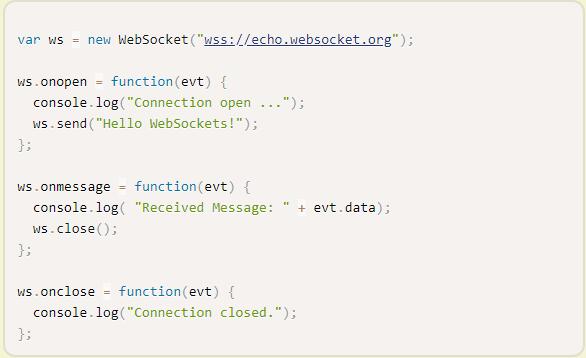 var ws = new WebSocket("wss://echo.websocket.org");

ws.onopen = function(evt) {
  console.log("Connection open ...");
  ws.send("Hello WebSockets!");
};

ws.onmessage = function(evt) {
  console.log( "Received Message: " + evt.data);
  ws.close();
};

ws.onclose = function(evt) {
  console.log("Connection closed.");
};